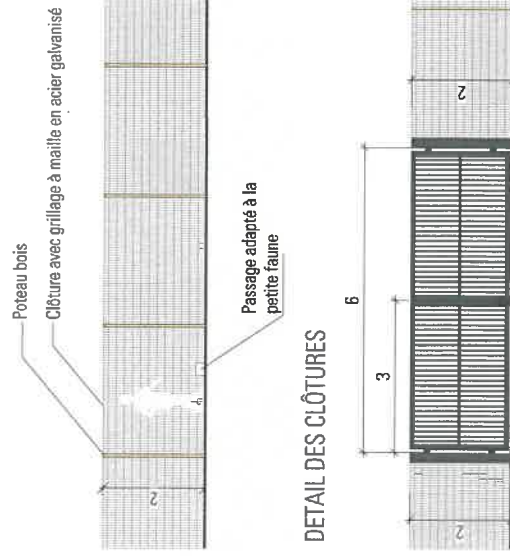 Poteau bois
Clôture avec grillage à maille en acier galvanisé
2
Passage adapté à la
petite faune
DETAIL DES CLÔTURES
6
3
2
2